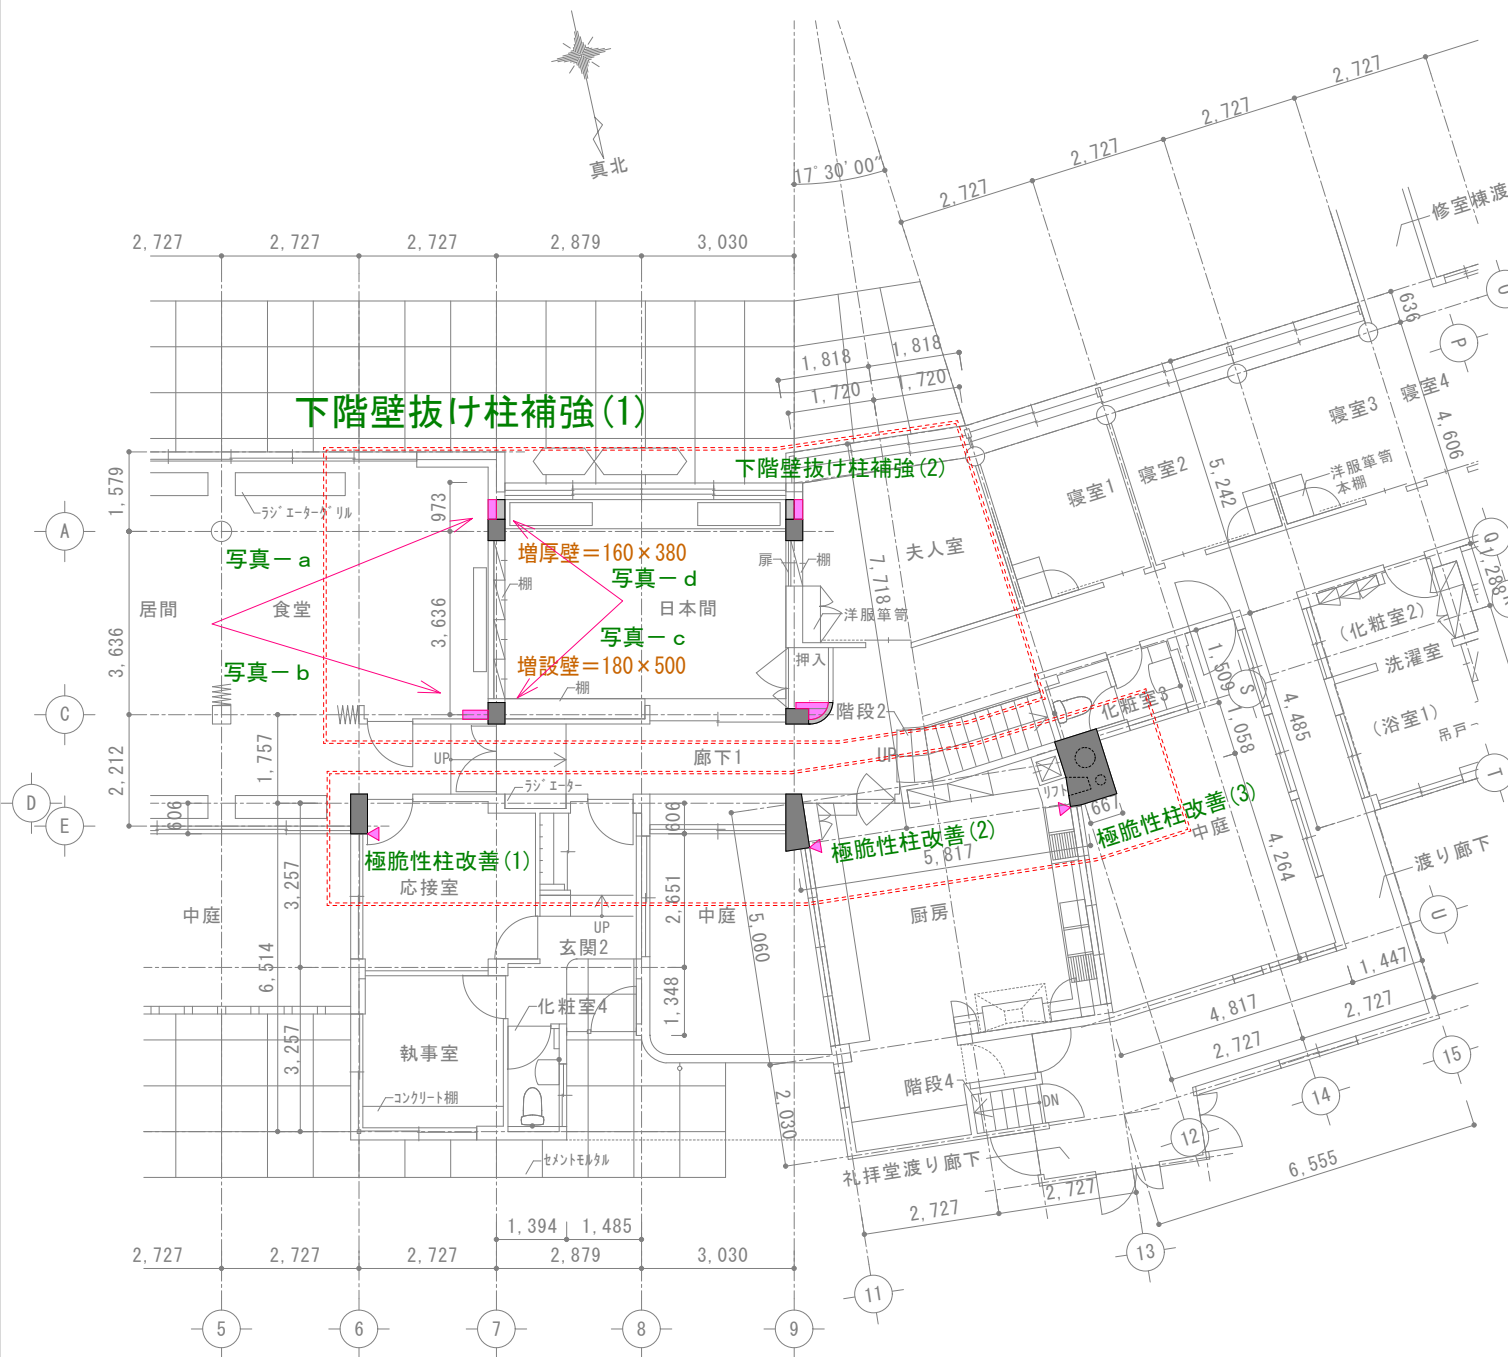 真北
17°30'00"
2,727
2,727
2,727
2,727
修室棟渡
2,727
2,727
2,727
2,879
3,030
636
U
P
1,818
1,818
1,720
1,720
下階壁抜け柱補強(1)
下階壁抜け柱補強(2)
寝室4
寝室3
寝室2
寝室1
洋服箪笥
本棚
4,606
5,242
1,579
973
ラジエーターグリル
A
写真－a
増厚壁＝160×380
写真－d
扉
棚
棚
夫人室
7,718
Q
1,288
居間
食堂
日本間
洋服箪笥
3,636
3,636
写真－c
写真－b
増設壁＝180×500
棚
押入
(化粧室2)
洗濯室
1,509
S
4,485
(浴室1)
吊戸
C
階段2
化粧室3
1,058
2,212
1,757
UP
廊下1
UP
ラジエーター
リフト
T
D
E
606
606
667
極脆性柱改善(1)
極脆性柱改善(2)
極脆性柱改善(3)
中庭
5,817
応接室
3,257
2,651
4,264
渡り廊下
中庭
中庭
UP
玄関2
5,060
厨房
U
6,514
1,348
1,447
化粧室4
4,817
2,727
2,727
執事室
3,257
15
コンクリート棚
階段4
DN
14
2,030
12
セメントモルタル
礼拝堂渡り廊下
6,555
2,727
2,727
1,394
1,485
2,727
2,727
2,727
2,879
3,030
13
11
5
6
7
8
9